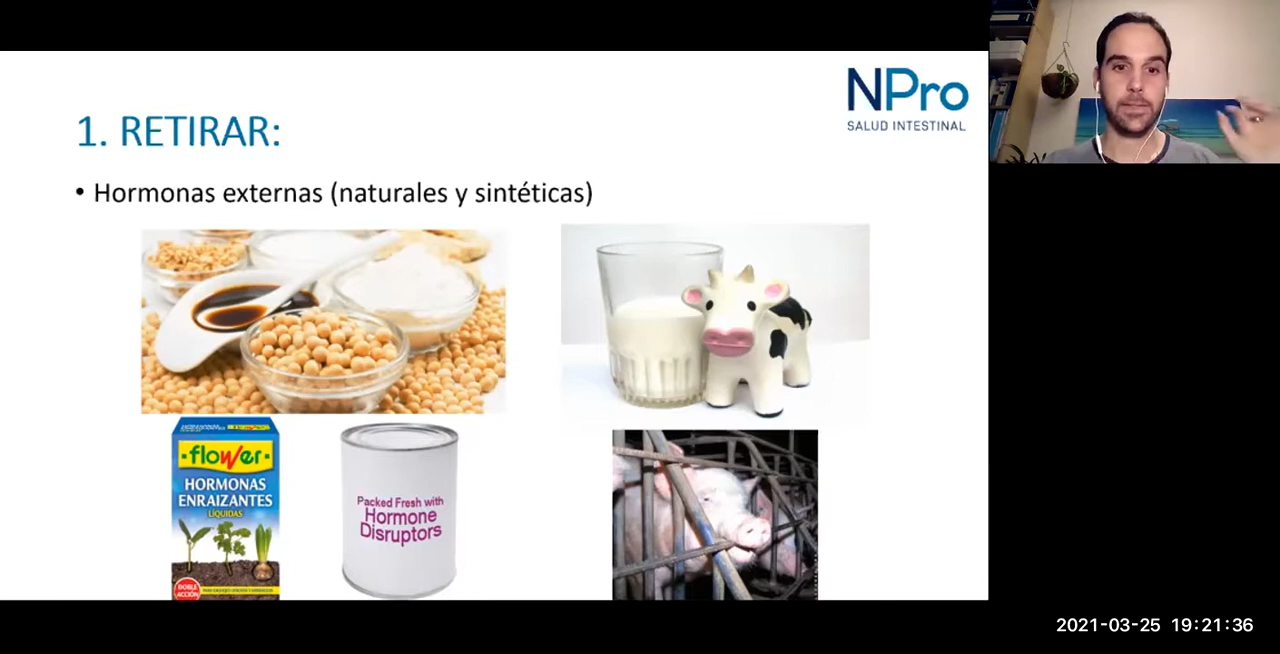 NPro
SALUD INTESTINAL
1. RETIRAR:
• Hormonas externas (naturales y sintéticas)
flower
HORMONAS
ENRAIZANTES
LÍQUIDAS
DOBLE
ACCIÓN
Packed Fresh with
Hormone
Disruptors
2021-03-25 19:21:36